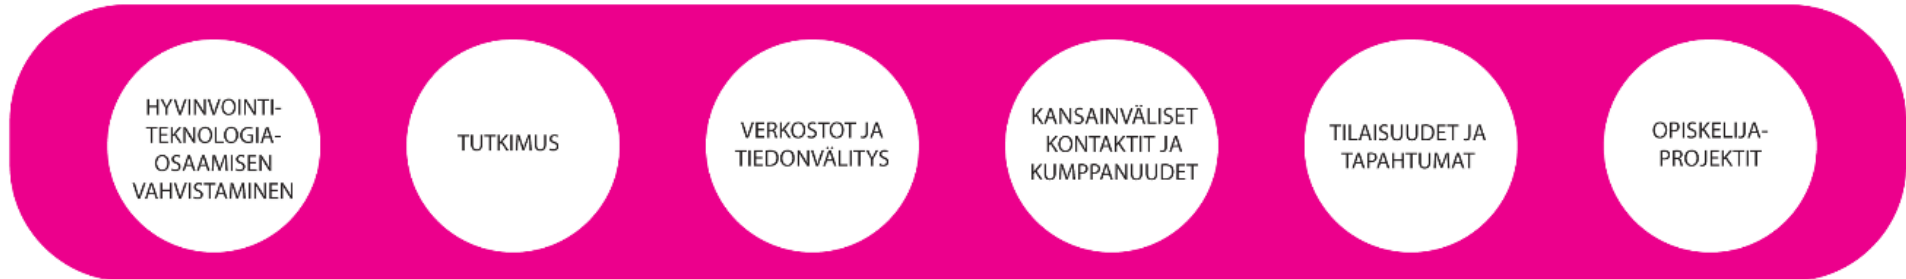 HYVINVOINTI-
TEKNOLOGIA-
OSAAMISEN
VAHVISTAMINEN
TUTKIMUS
VERKOSTOT JA
TIEDONVÄLITYS
KANSAINVÄLISET
KONTAKTIT JA
KUMPPANUUDET
TILAISUUDET JA
TAPAHTUMAT
OPISKELIJA-
PROJEKTIT